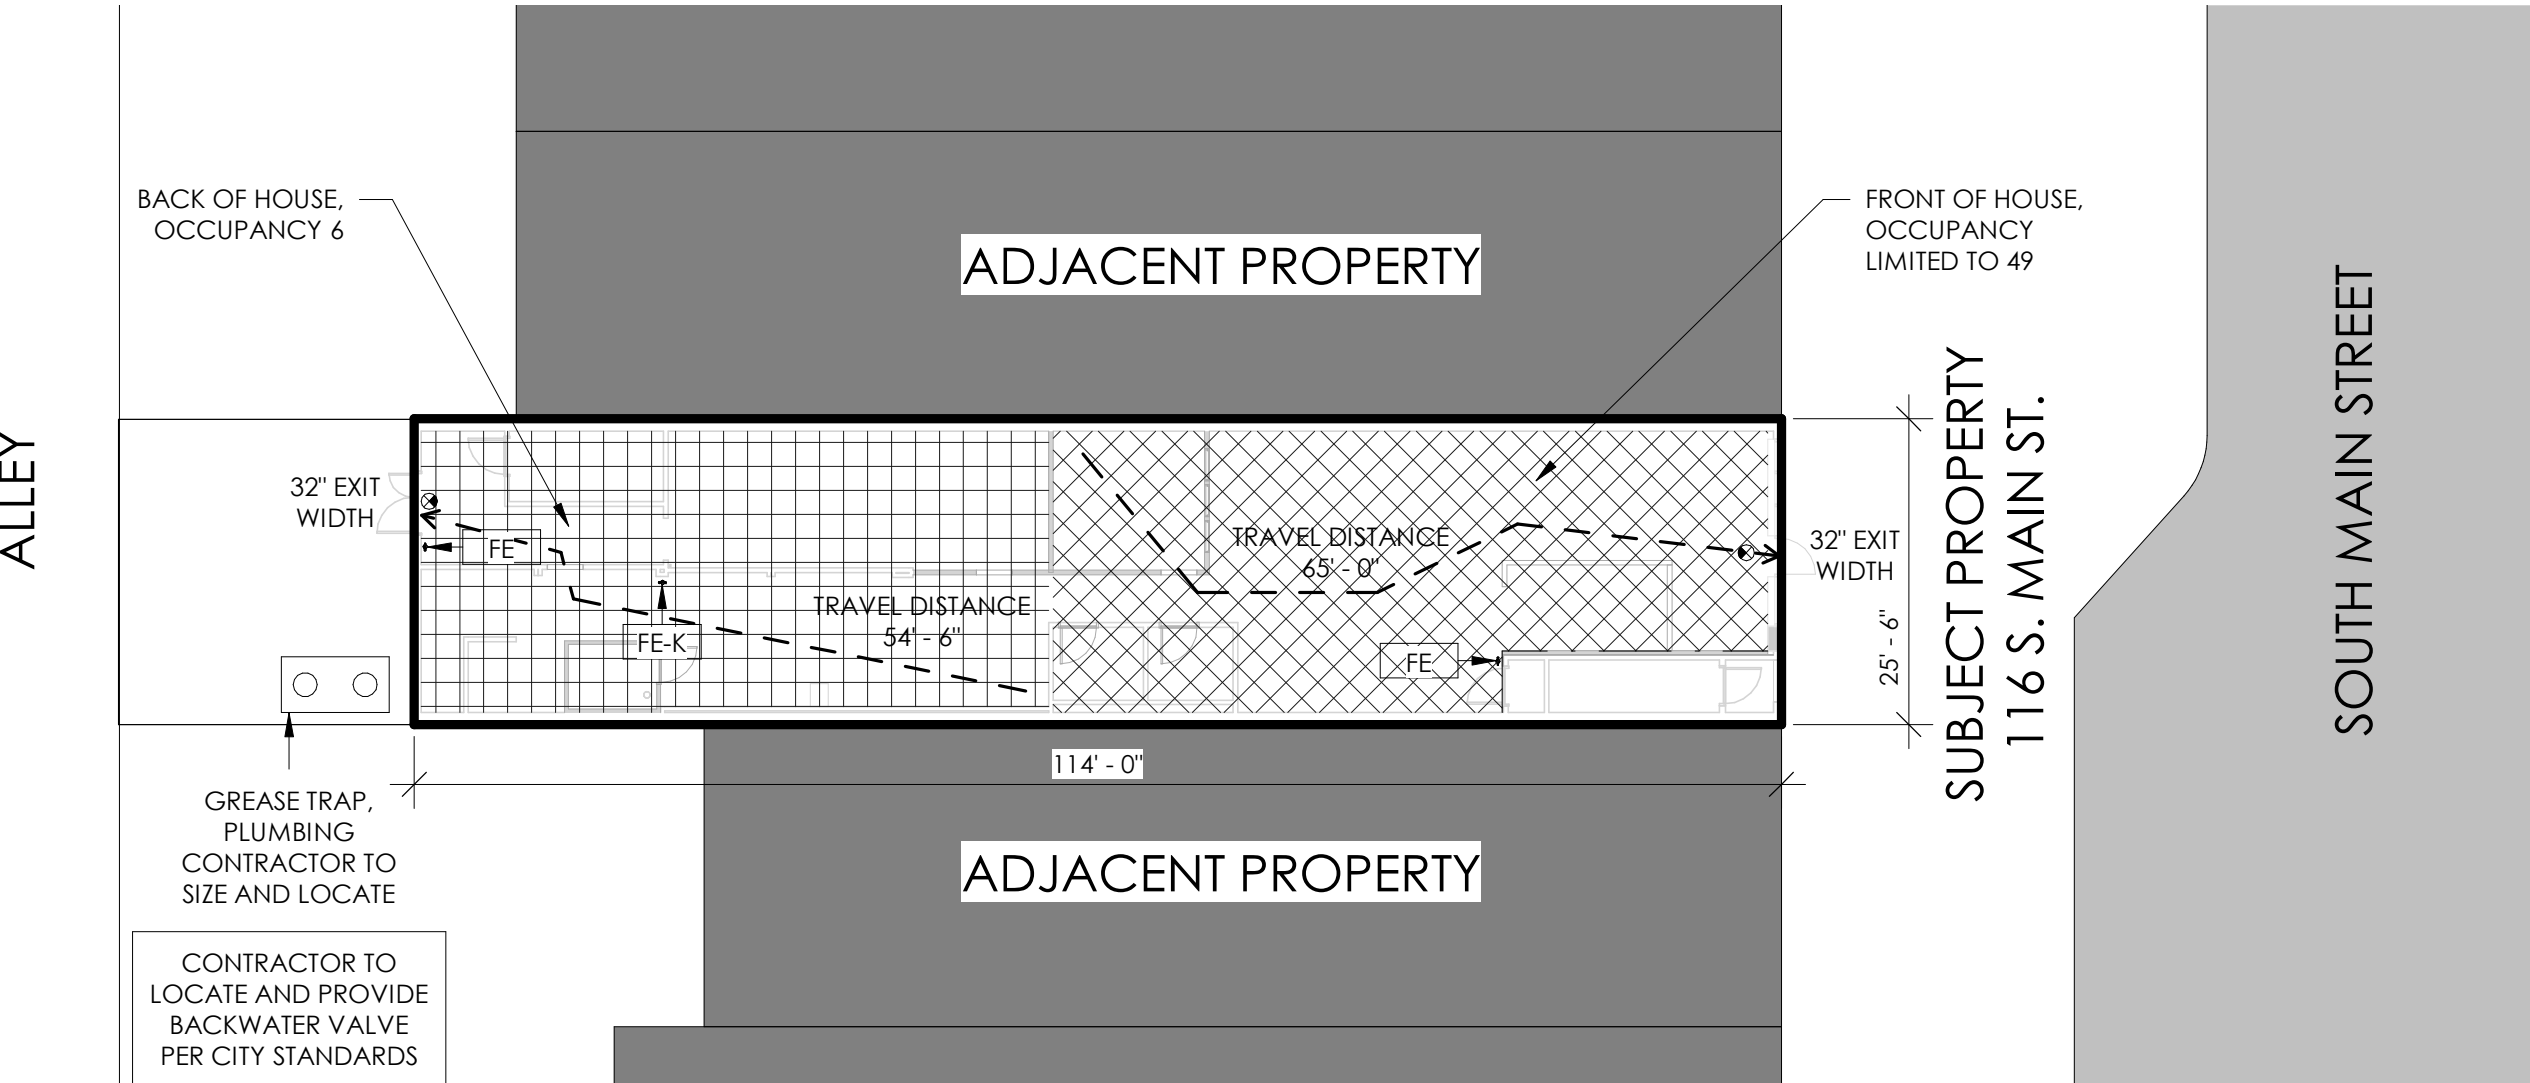 ALLEY
BACK OF HOUSE,
OCCUPANCY 6
ADJACENT PROPERTY
FRONT OF HOUSE,
OCCUPANCY
LIMITED TO 49
SOUTH MAIN STREET
SUBJECT PROPERTY
116 S. MAIN ST.
32" EXIT
WIDTH
FE
FE-K
TRAVEL DISTANCE
54' - 6"
TRAVEL DISTANCE
65' - 0"
FE
32" EXIT
WIDTH
25' - 6"
114' - 0"
GREASE TRAP,
PLUMBING
CONTRACTOR TO
SIZE AND LOCATE
ADJACENT PROPERTY
CONTRACTOR TO
LOCATE AND PROVIDE
BACKWATER VALVE
PER CITY STANDARDS